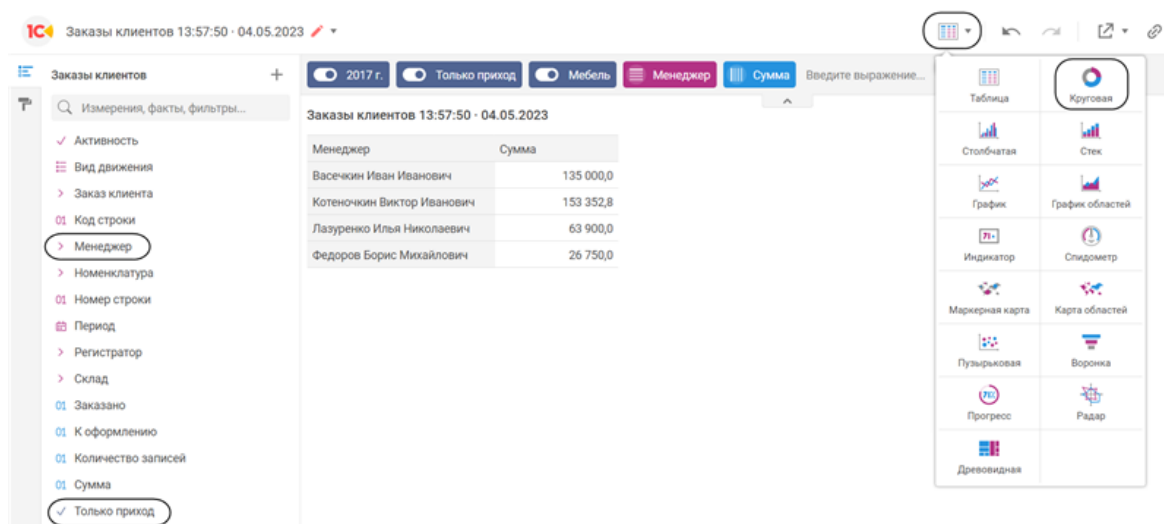 1С Заказы клиентов 13:57:50 · 04.05.2023
Заказы клиентов
Измерения, факты, фильтры...
Активность
Вид движения
Заказ клиента
01 Код строки
Менеджер
Номенклатура
01 Номер строки
Период
Регистратор
Склад
01 Заказано
01 К оформлению
01 Количество записей
01 Сумма
Только приход
2017 г. Только приход Мебель Менеджер Сумма Введите выражение...
Заказы клиентов 13:57:50 · 04.05.2023
Менеджер Сумма
Васечкин Иван Иванович 135 000,0
Котеночкин Виктор Иванович 153 352,8
Лазуренко Илья Николаевич 63 900,0
Федоров Борис Михайлович 26 750,0
Таблица Круговая
Столбчатая Стек
График График областей
Индикатор Спидометр
Маркерная карта Карта областей
Пузырьковая Воронка
Прогресс Радар
Древовидная